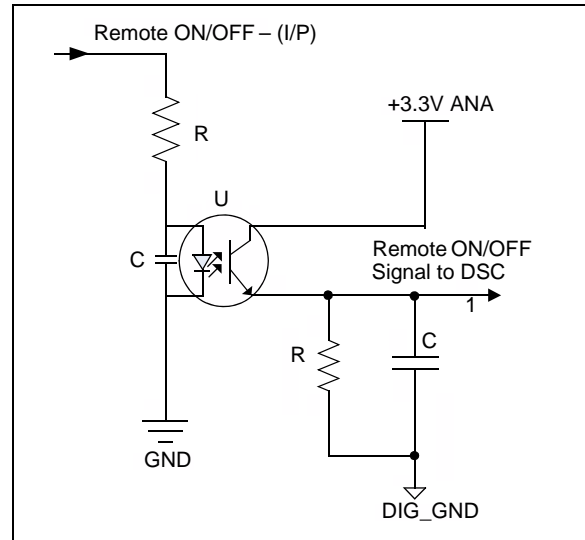 Remote ON/OFF – (I/P)
R
+3.3V ANA
U
C
Remote ON/OFF
Signal to DSC
1
R
C
GND
DIG_GND